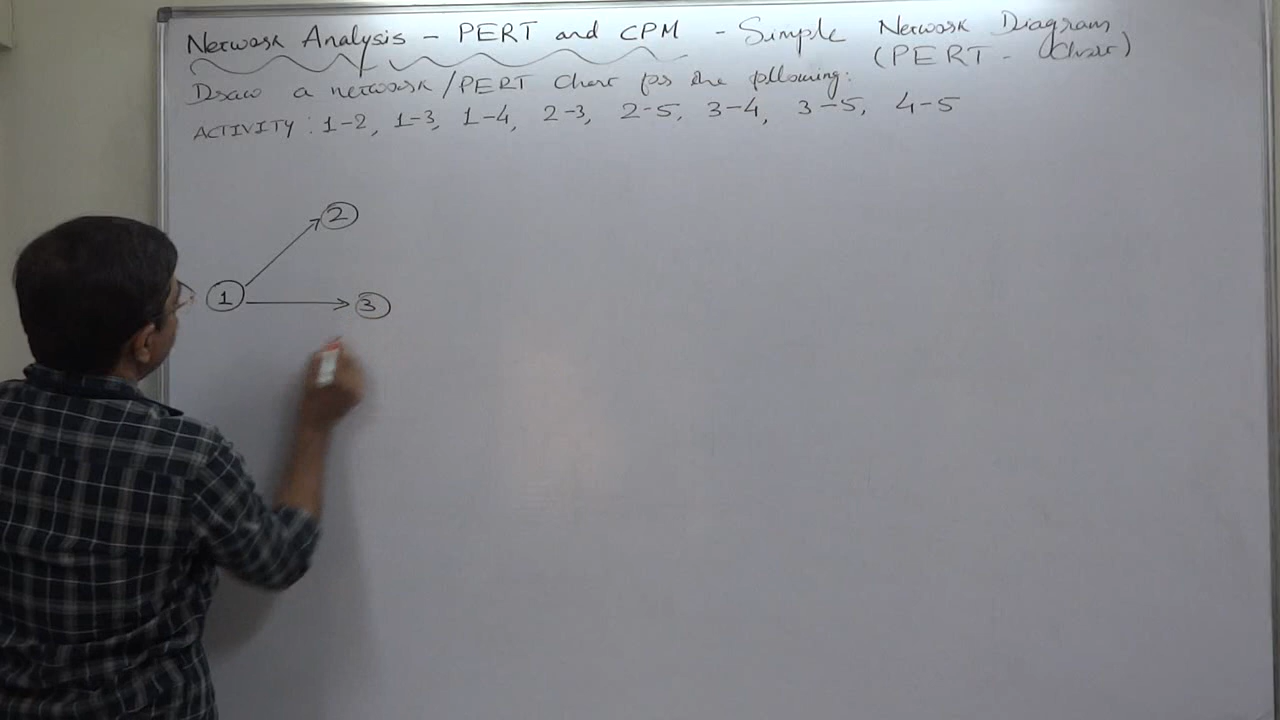 Network Analysis - PERT and CPM - Simple Network Diagram
(PERT - Chart)
Draw a network/PERT Chart for the following:
ACTIVITY: 1-2, 1-3, 1-4, 2-3, 2-5, 3-4, 3-5, 4-5
2
1
3